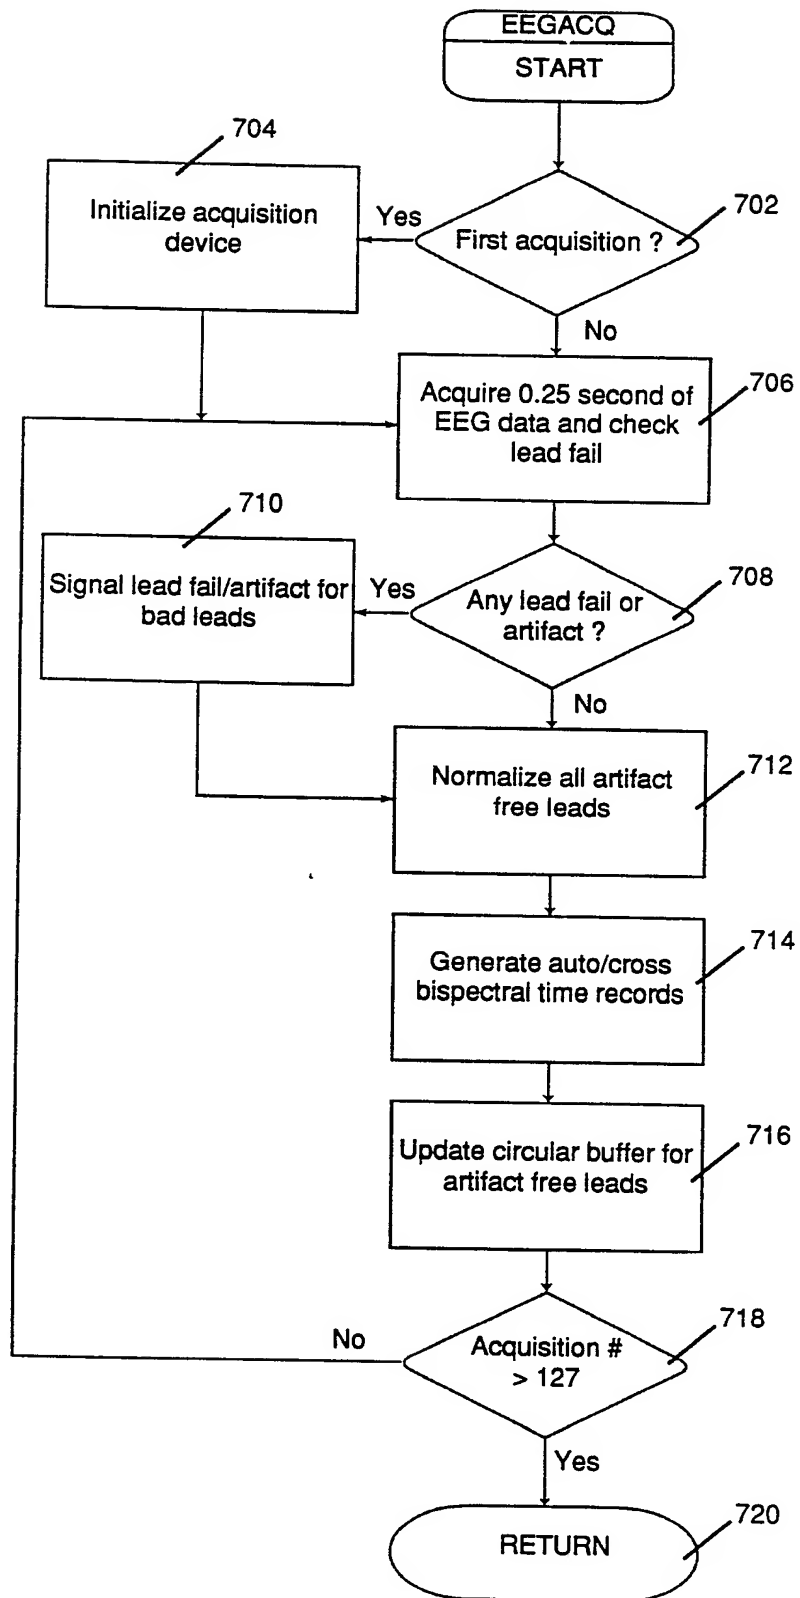 EEGACQ
START
704
Initialize acquisition
device
Yes
First acquisition ?
702
No
Acquire 0.25 second of
EEG data and check
lead fail
706
710
Signal lead fail/artifact for
bad leads
Yes
Any lead fail or
artifact ?
708
No
Normalize all artifact
free leads
712
Generate auto/cross
bispectral time records
714
Update circular buffer for
artifact free leads
716
No
Acquisition #
> 127
718
Yes
RETURN
720